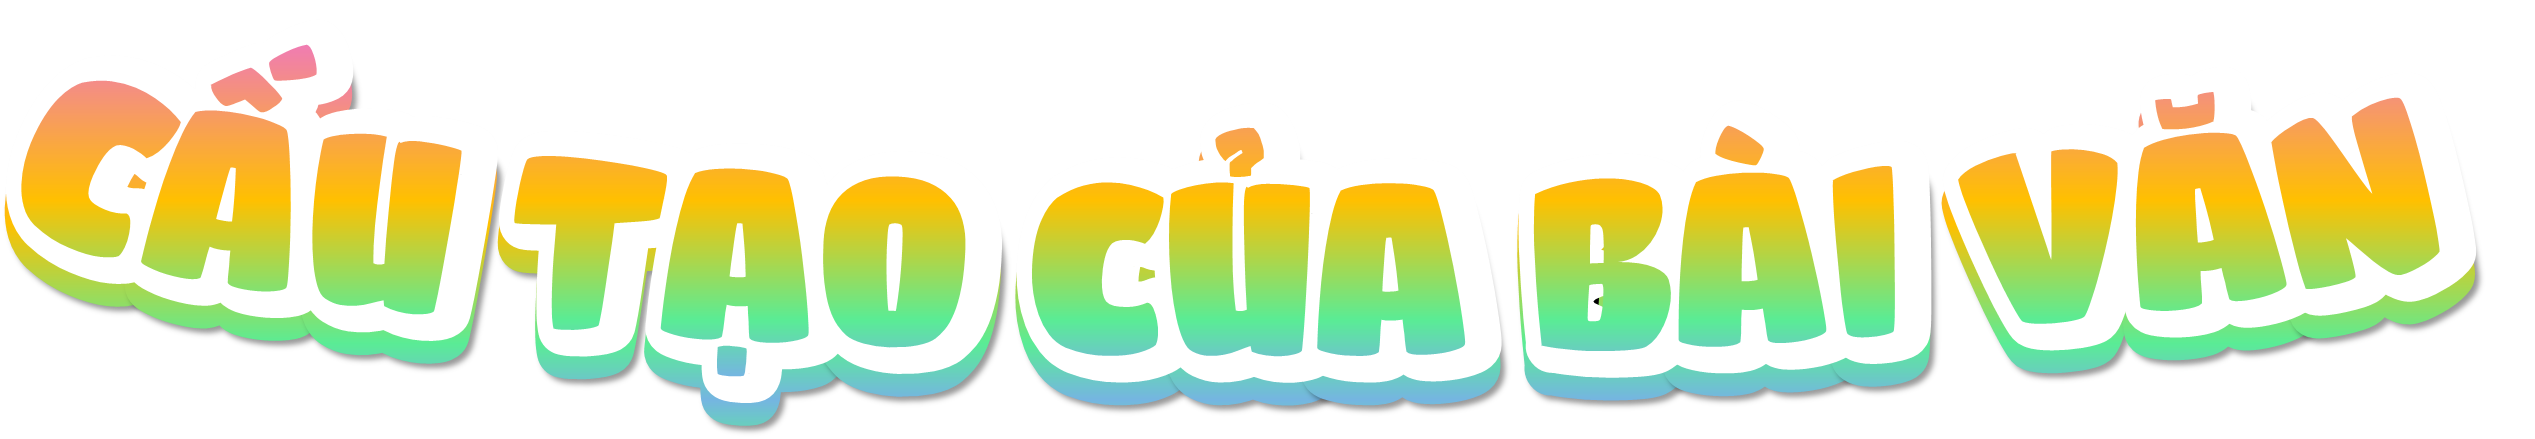 CẤU TẠO CỦA BÀI VĂN